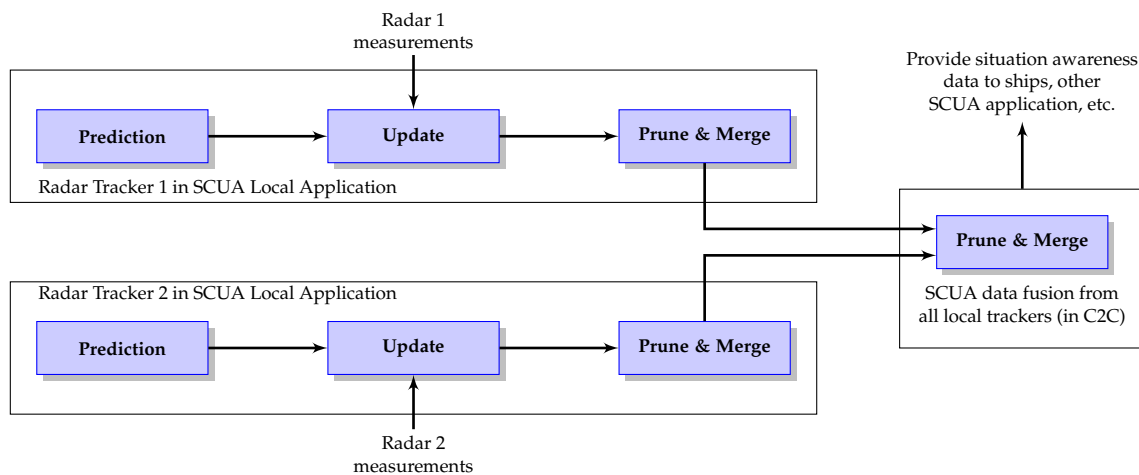 Radar 1
measurements
Prediction
Update
Prune & Merge
Radar Tracker 1 in SCUA Local Application
Provide situation awareness
data to ships, other
SCUA application, etc.
Prune & Merge
SCUA data fusion from
all local trackers (in C2C)
Radar Tracker 2 in SCUA Local Application
Prediction
Update
Prune & Merge
Radar 2
measurements